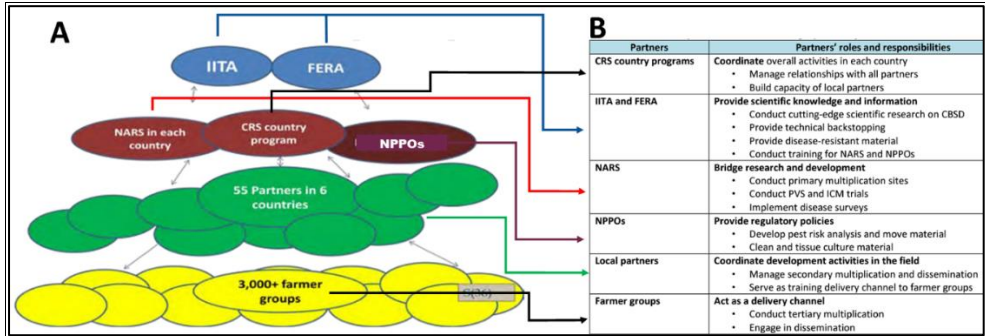 A
IITA
FERA
NARS in each
country
CRS country
program
NPPOs
55 Partners in 6
countries
3,000+ farmer
groups
B
Partners
Partners' roles and responsibilities
CRS country programs
Coordinate overall activities in each country
• Manage relationships with all partners
• Build capacity of local partners
IITA and FERA
Provide scientific knowledge and information
• Conduct cutting-edge scientific research on CBSD
• Provide technical backstopping
• Provide disease-resistant material
• Conduct training for NARS and NPPOs
NARS
Bridge research and development
• Conduct primary multiplication sites
• Conduct PVS and ICM trials
• Implement disease surveys
NPPOs
Provide regulatory policies
• Develop pest risk analysis and move material
• Clean and tissue culture material
Local partners
Coordinate development activities in the field
• Manage secondary multiplication and dissemination
• Serve as training delivery channel to farmer groups
Farmer groups
Act as a delivery channel
• Conduct tertiary multiplication
• Engage in dissemination